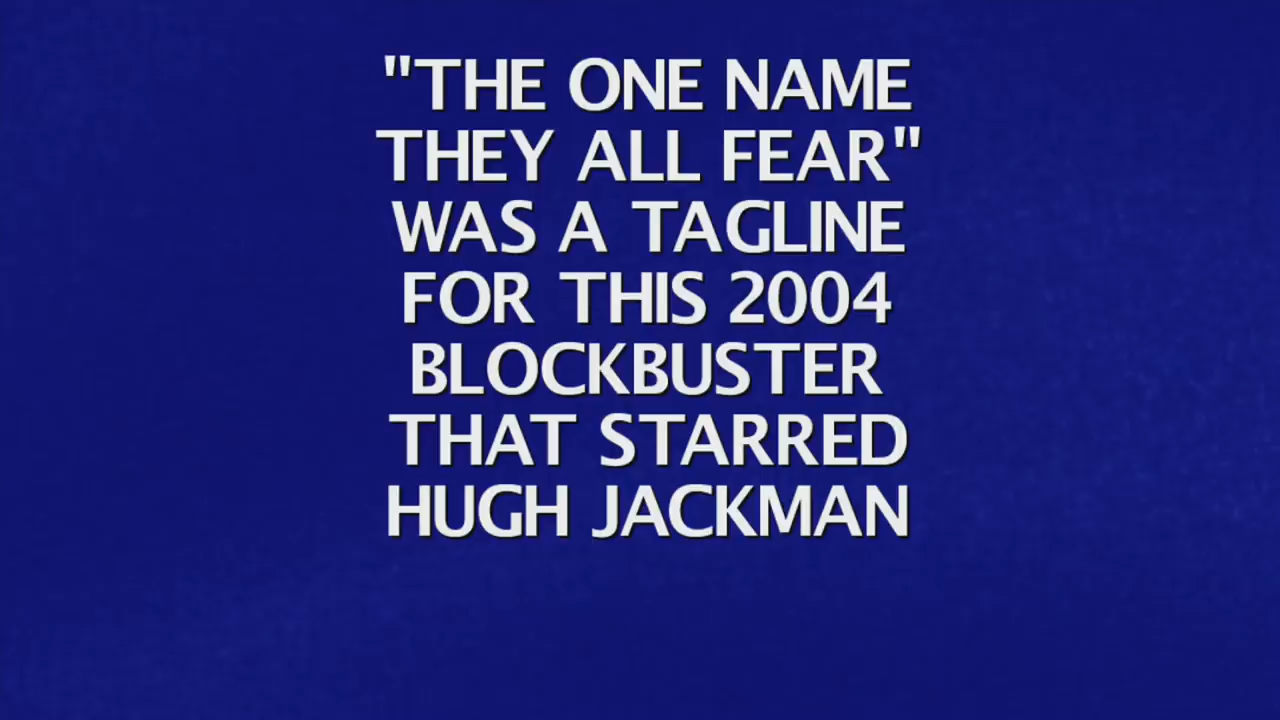 "THE ONE NAME
THEY ALL FEAR"
WAS A TAGLINE
FOR THIS 2004
BLOCKBUSTER
THAT STARRED
HUGH JACKMAN